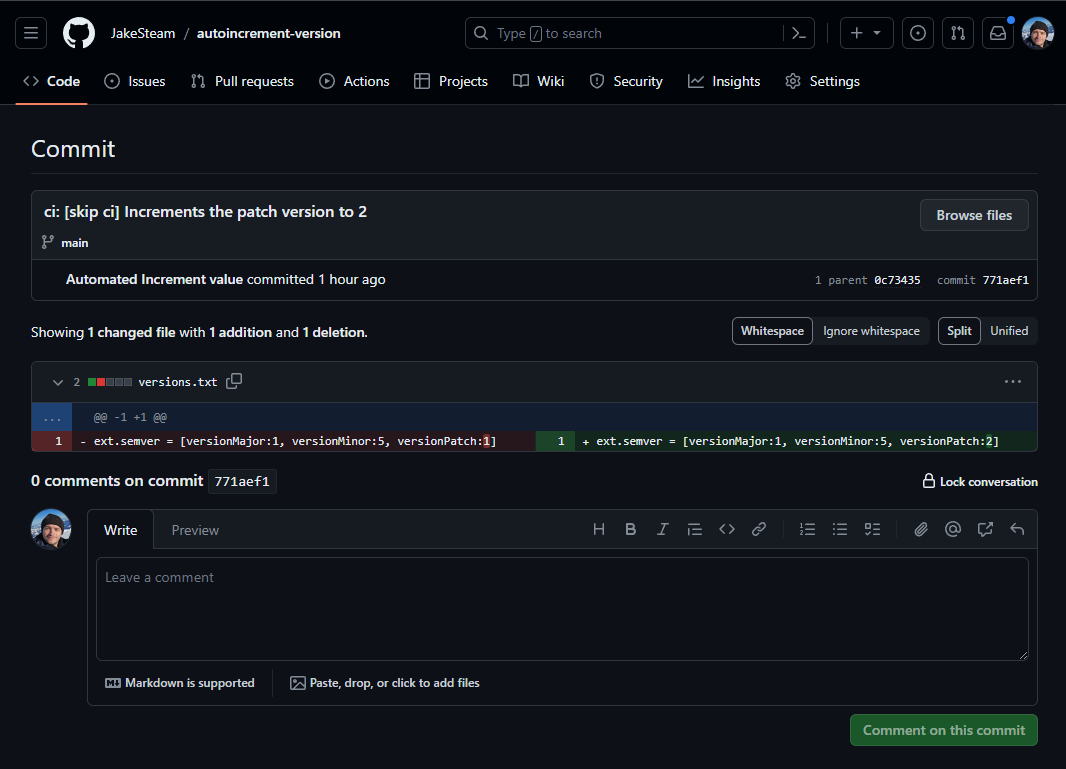 JakeSteam / autoincrement-version
Type / to search
Code Issues Pull requests Actions Projects Wiki Security Insights Settings
Commit
ci: [skip ci] Increments the patch version to 2
Browse files
main
Automated Increment value committed 1 hour ago
1 parent 0c73435 commit 771aef1
Showing 1 changed file with 1 addition and 1 deletion.
Whitespace Ignore whitespace Split Unified
2 versions.txt
... @@ -1 +1 @@
1 - ext.semver = [versionMajor:1, versionMinor:5, versionPatch:1]
1 + ext.semver = [versionMajor:1, versionMinor:5, versionPatch:2]
0 comments on commit 771aef1
Lock conversation
Write Preview
Leave a comment
Markdown is supported
Paste, drop, or click to add files
Comment on this commit